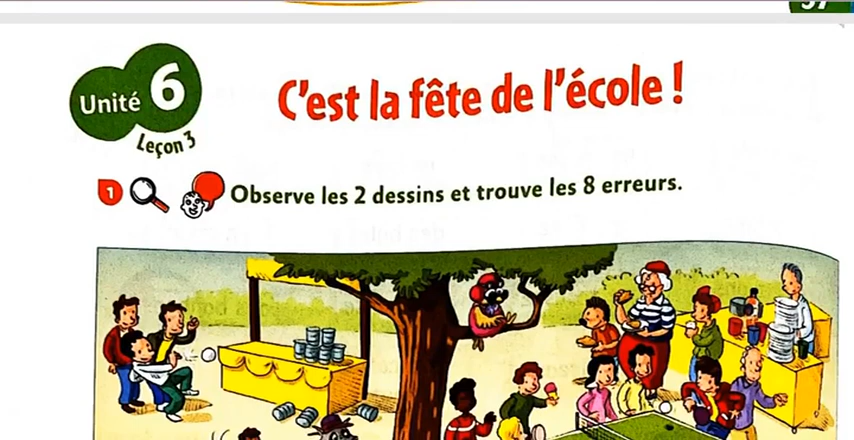 Unité 6
Leçon 3
C'est la fête de l'école !
1 Observe les 2 dessins et trouve les 8 erreurs.